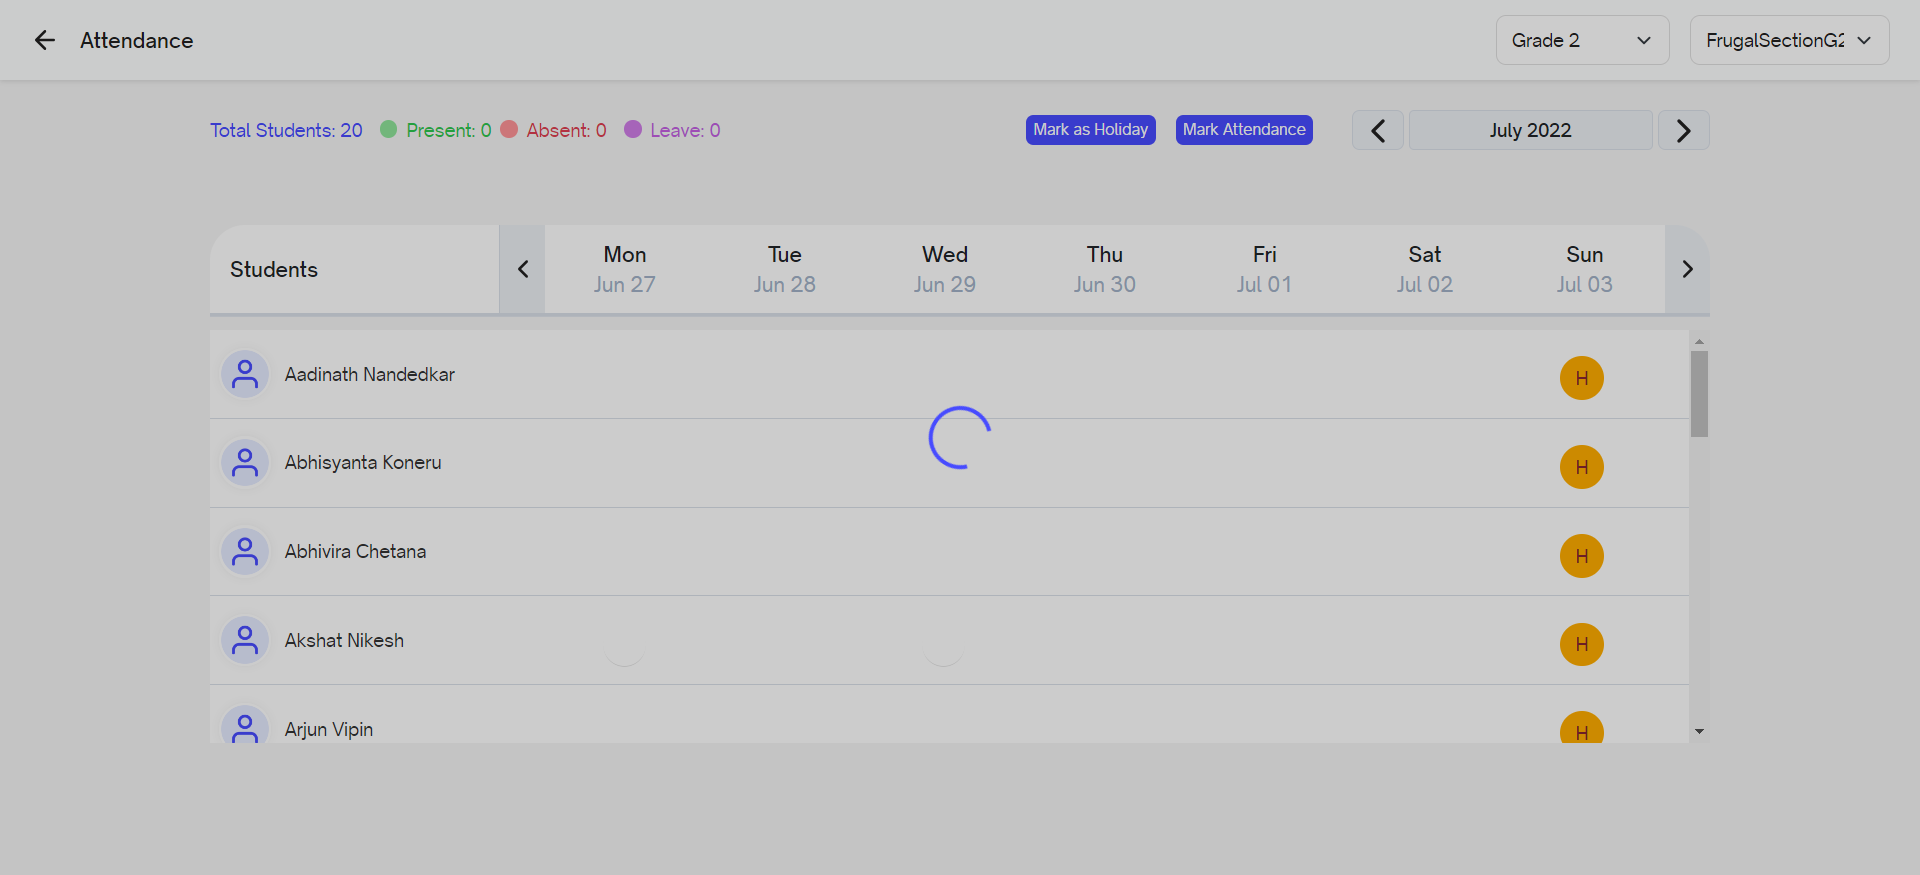 Attendance
Grade 2
FrugalSectionG2
Total Students: 20 Present: 0 Absent: 0 Leave: 0
Mark as Holiday
Mark Attendance
July 2022
Students
Mon Tue Wed Thu Fri Sat Sun
Jun 27 Jun 28 Jun 29 Jun 30 Jul 01 Jul 02 Jul 03
Aadinath Nandedkar H
Abhisyanta Koneru H
Abhivira Chetana H
Akshat Nikesh H
Arjun Vipin H